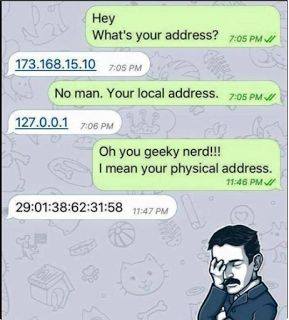 Hey
What's your address? 7:05 PM
173.168.15.10 7:05 PM
No man. Your local address. 7:05 PM
127.0.0.1 7:06 PM
Oh you geeky nerd!!!
I mean your physical address.
11:46 PM
29:01:38:62:31:58 11:47 PM